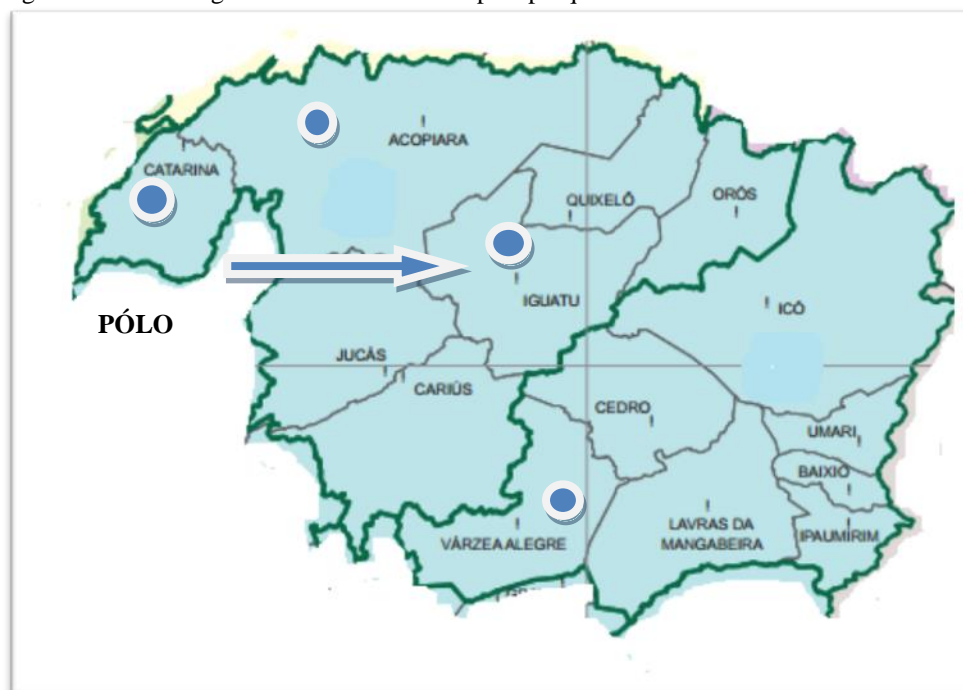 ACOPIARA
CATARINA
QUIXELÔ
ORÓS
IGUATU
ICÓ
PÓLO
JUCÁS
CARIÚS
CEDRO
UMARI
BAIXIO
LAVRAS DA
MANGABEIRA
IPAUMIRIM
VÁRZEA ALEGRE